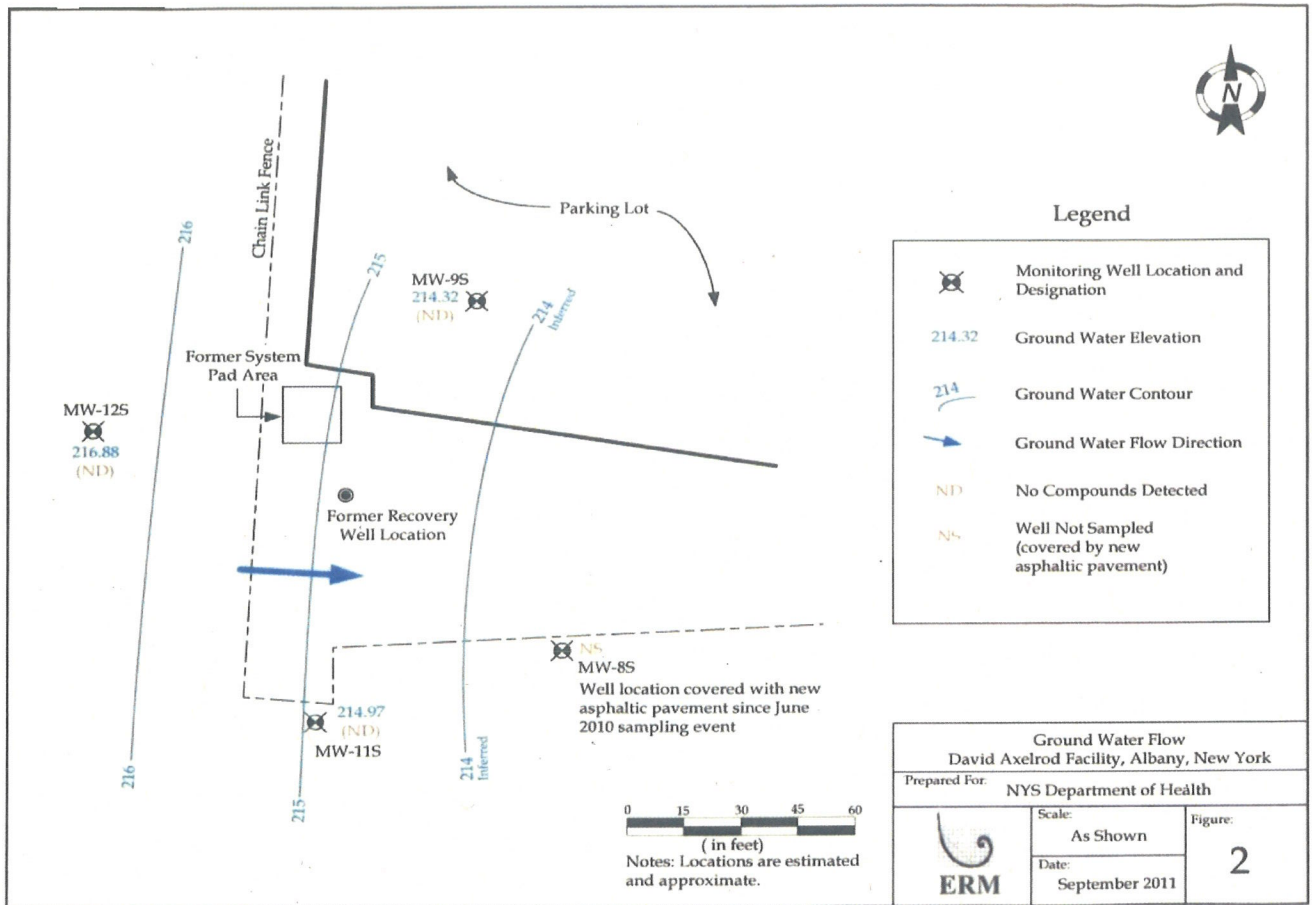 N
Chain Link Fence
Parking Lot
216
215
MW-9S
214.32
(ND)
214
Inferred
Former System
Pad Area
MW-12S
216.88
(ND)
Former Recovery
Well Location
NS
MW-8S
Well location covered with new
asphaltic pavement since June
2010 sampling event
214.97
(ND)
MW-11S
216
215
214
Inferred
0 15 30 45 60
( in feet)
Notes: Locations are estimated
and approximate.
Legend
Monitoring Well Location and
Designation
214.32 Ground Water Elevation
214 Ground Water Contour
Ground Water Flow Direction
ND No Compounds Detected
NS Well Not Sampled
(covered by new
asphaltic pavement)
Ground Water Flow
David Axelrod Facility, Albany, New York
Prepared For: NYS Department of Health
ERM
Scale:
As Shown
Date:
September 2011
Figure:
2